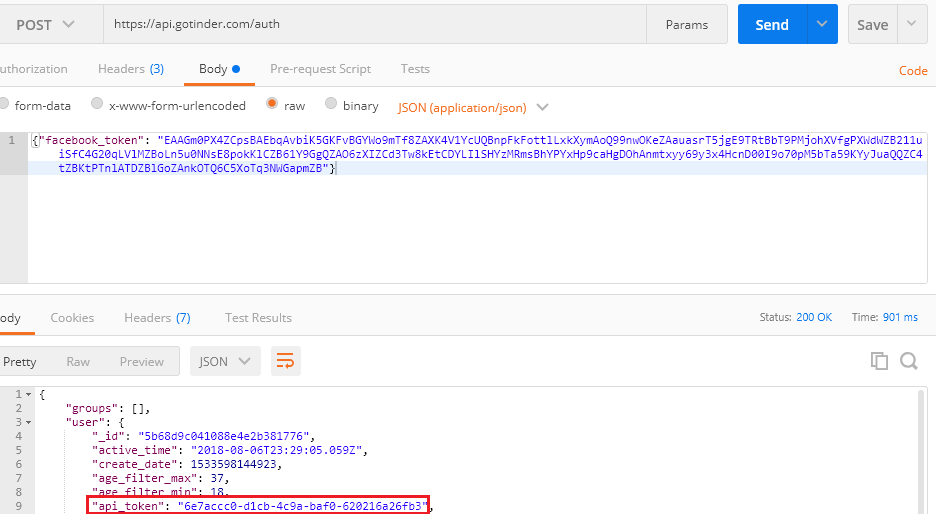 POST https://api.gotinder.com/auth Params Send Save
uthorization Headers (3) Body Pre-request Script Tests Code
form-data x-www-form-urlencoded raw binary JSON (application/json)
1 {"facebook_token": "EAAGm0PX4ZCpsBAEbqAvbiK5GKFvBGYWo9mTf8ZAXK4V1YcUQBnpFkFottlLxkXymAoQ99nwOKeZAauasrT5jgE9TRtBbT9PMjohXVfgPXWdWZB211u
iSfC4G20qLVlMZBoLn5u0NNsE8pokKlCZB61Y9GgQZAO6zXIZCd3Tw8kEtCDYLI1SHYzMRmsBhYPYxHp9caHgDOhAnmtxyy69y3x4HcnD00I9o70pM5bTa59KYyJuaQQZC4
tZBKtPTnlATDZBlGoZAnkOTQ6C5XoTq3NWGapmZB"}
ody Cookies Headers (7) Test Results Status: 200 OK Time: 901 ms
Pretty Raw Preview JSON
1 {
2 "groups": [],
3 "user": {
4 "_id": "5b68d9c041088e4e2b381776",
5 "active_time": "2018-08-06T23:29:05.059Z",
6 "create_date": 1533598144923,
7 "age_filter_max": 37,
8 "age_filter_min": 18,
9 "api_token": "6e7accc0-d1cb-4c9a-baf0-620216a26fb3",